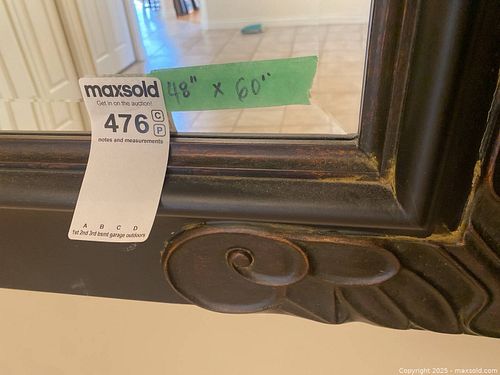 maxsold
Get in on the auction!
476 C
P
notes and measurements
A B C D
1st 2nd 3rd bsmt garage outdoors
48" x 60"
Copyright 2025 - maxsold.com